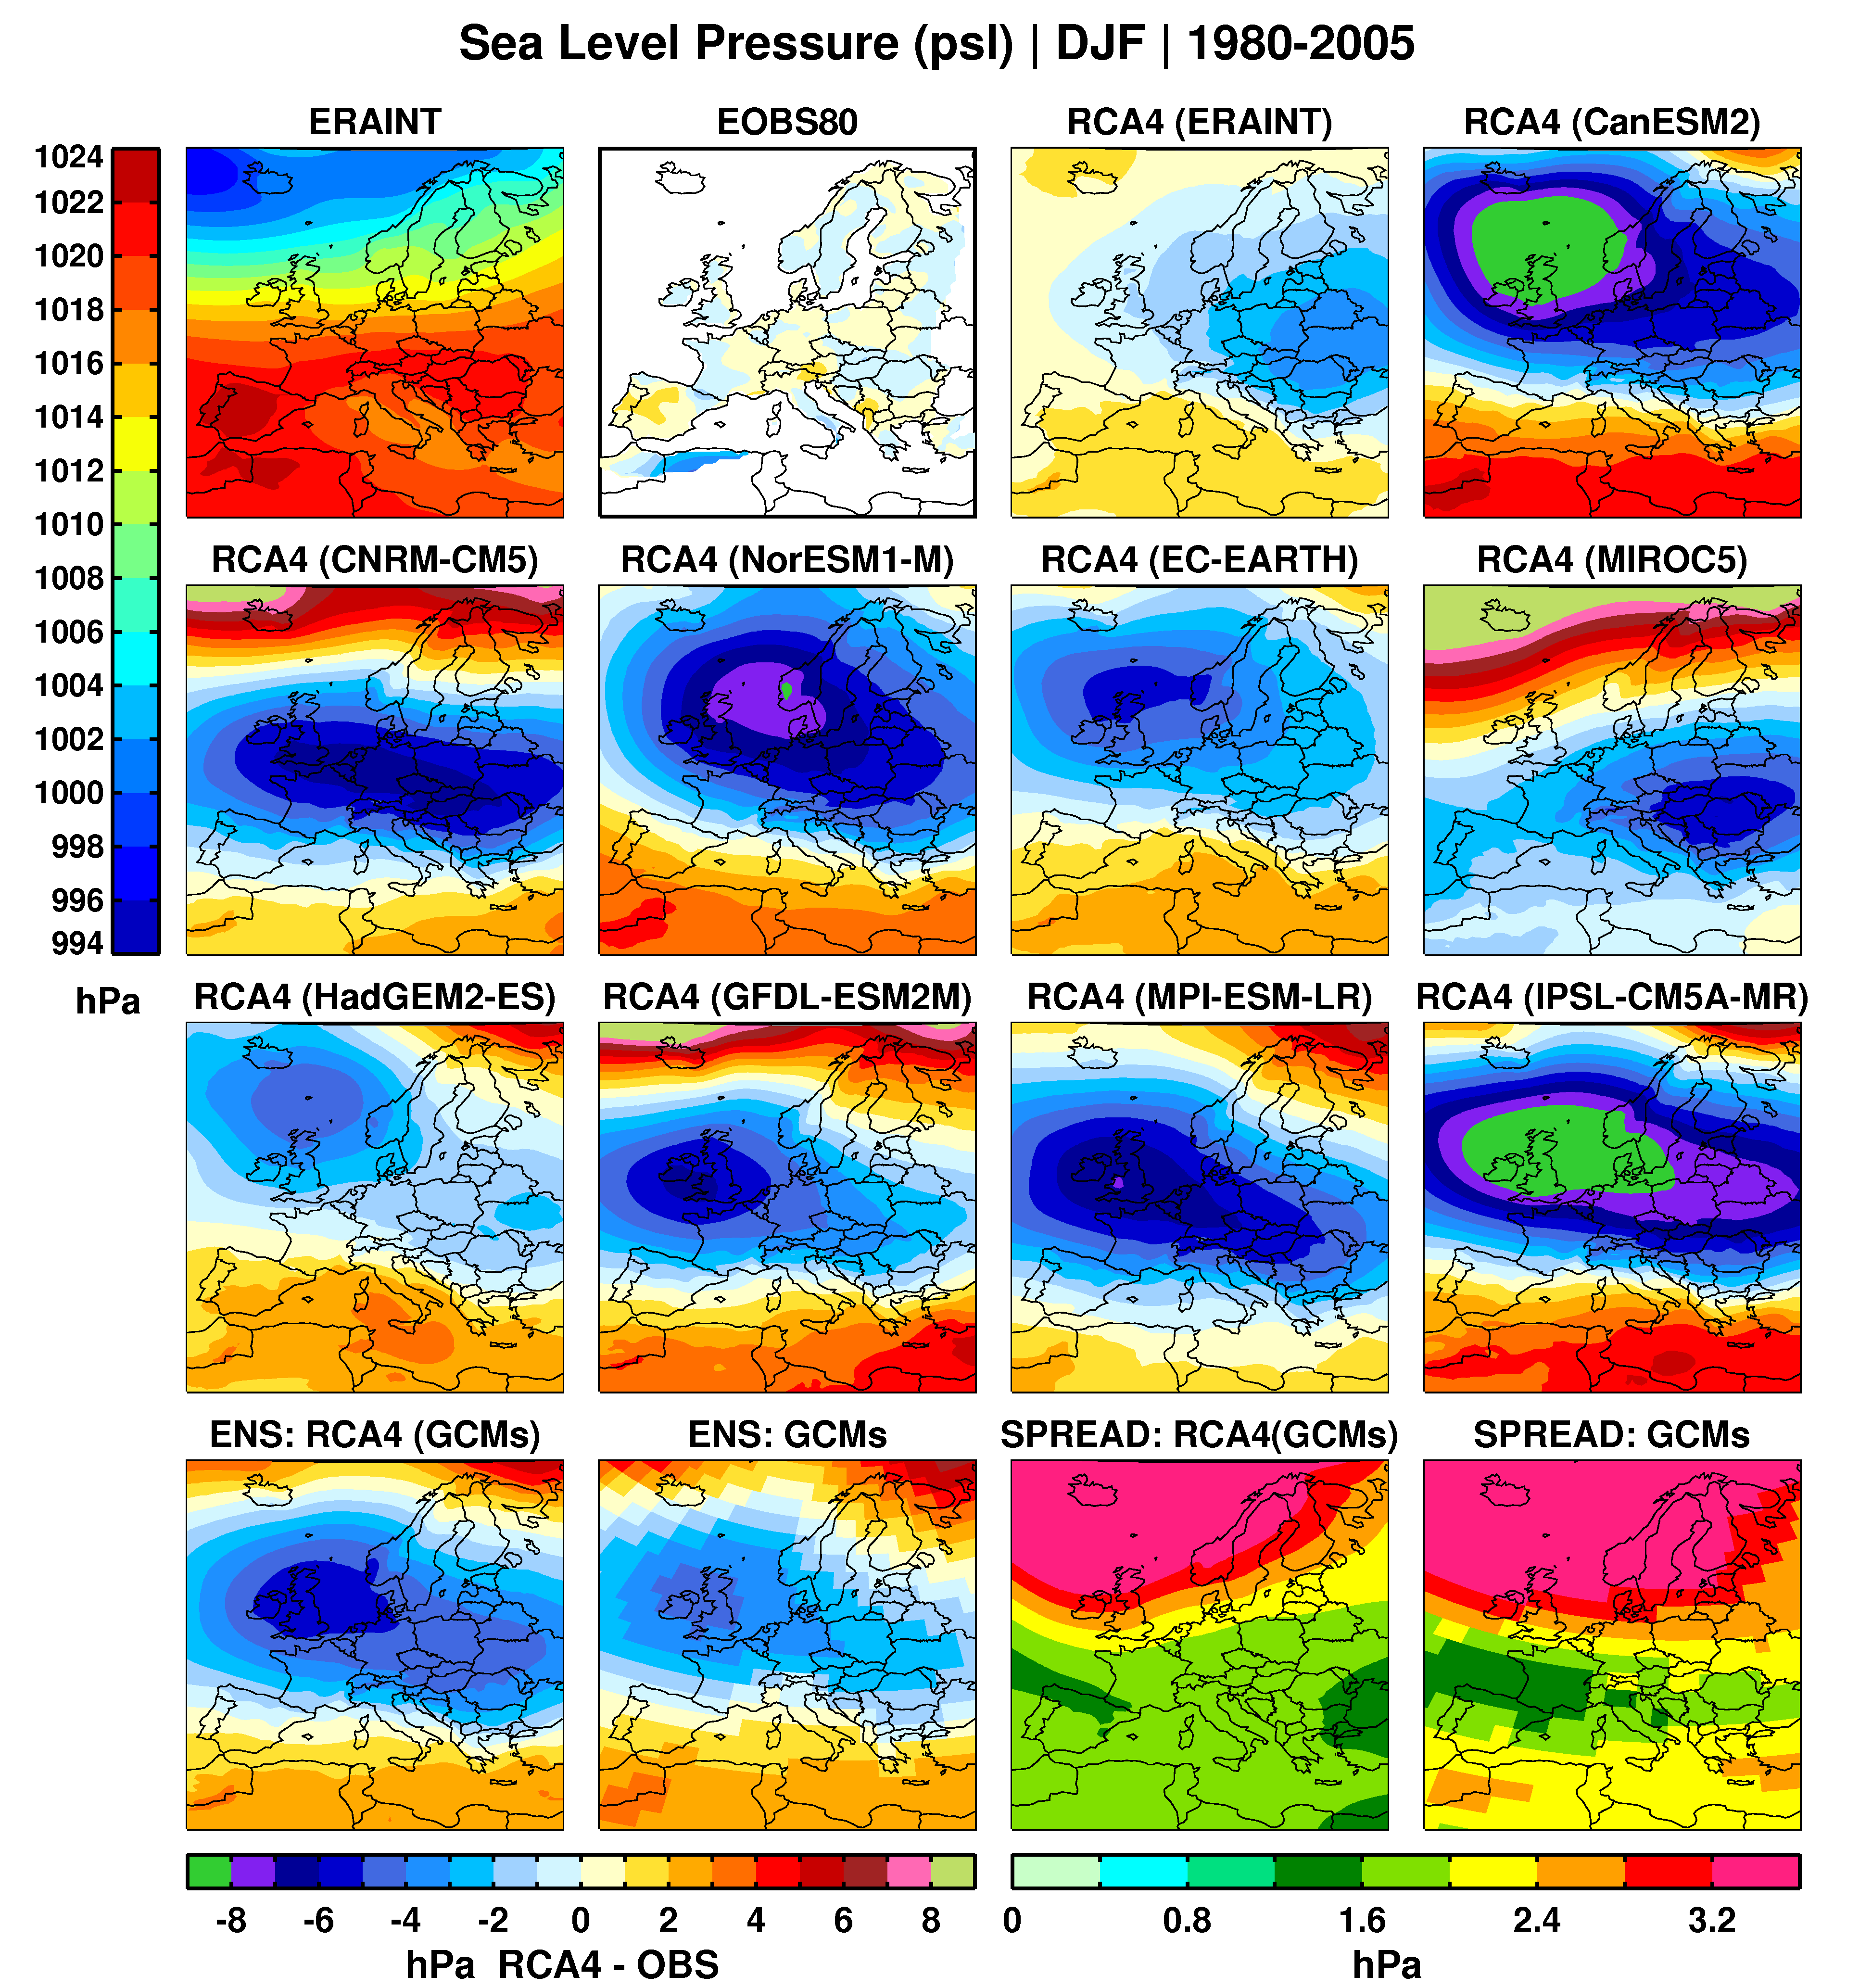 Sea Level Pressure (psl) | DJF | 1980-2005
ERAINT
EOBS80
RCA4 (ERAINT)
RCA4 (CanESM2)
1024
1022
1020
1018
1016
1014
1012
1010
1008
1006
1004
1002
1000
998
996
994
hPa
RCA4 (CNRM-CM5)
RCA4 (NorESM1-M)
RCA4 (EC-EARTH)
RCA4 (MIROC5)
RCA4 (HadGEM2-ES)
RCA4 (GFDL-ESM2M)
RCA4 (MPI-ESM-LR)
RCA4 (IPSL-CM5A-MR)
ENS: RCA4 (GCMs)
ENS: GCMs
SPREAD: RCA4(GCMs)
SPREAD: GCMs
-8 -6 -4 -2 0 2 4 6 8
hPa RCA4 - OBS
0 0.8 1.6 2.4 3.2
hPa